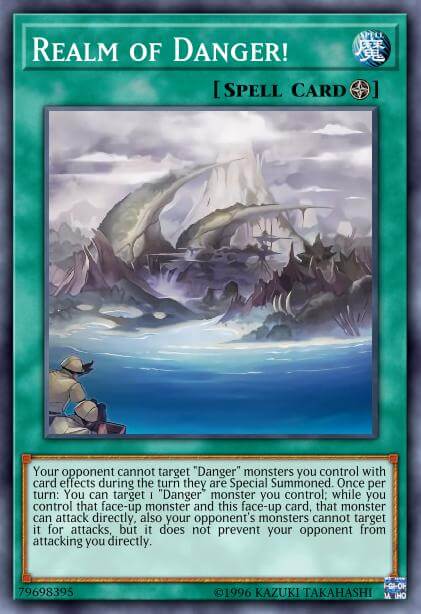 REALM OF DANGER!
SPELL
魔
[SPELL CARD]
Your opponent cannot target "Danger" monsters you control with
card effects during the turn they are Special Summoned. Once per
turn: You can target 1 "Danger" monster you control; while you
control that face-up monster and this face-up card, that monster
can attack directly, also your opponent's monsters cannot target
it for attacks, but it does not prevent your opponent from
attacking you directly.
79698395
©1996 KAZUKI TAKAHASHI